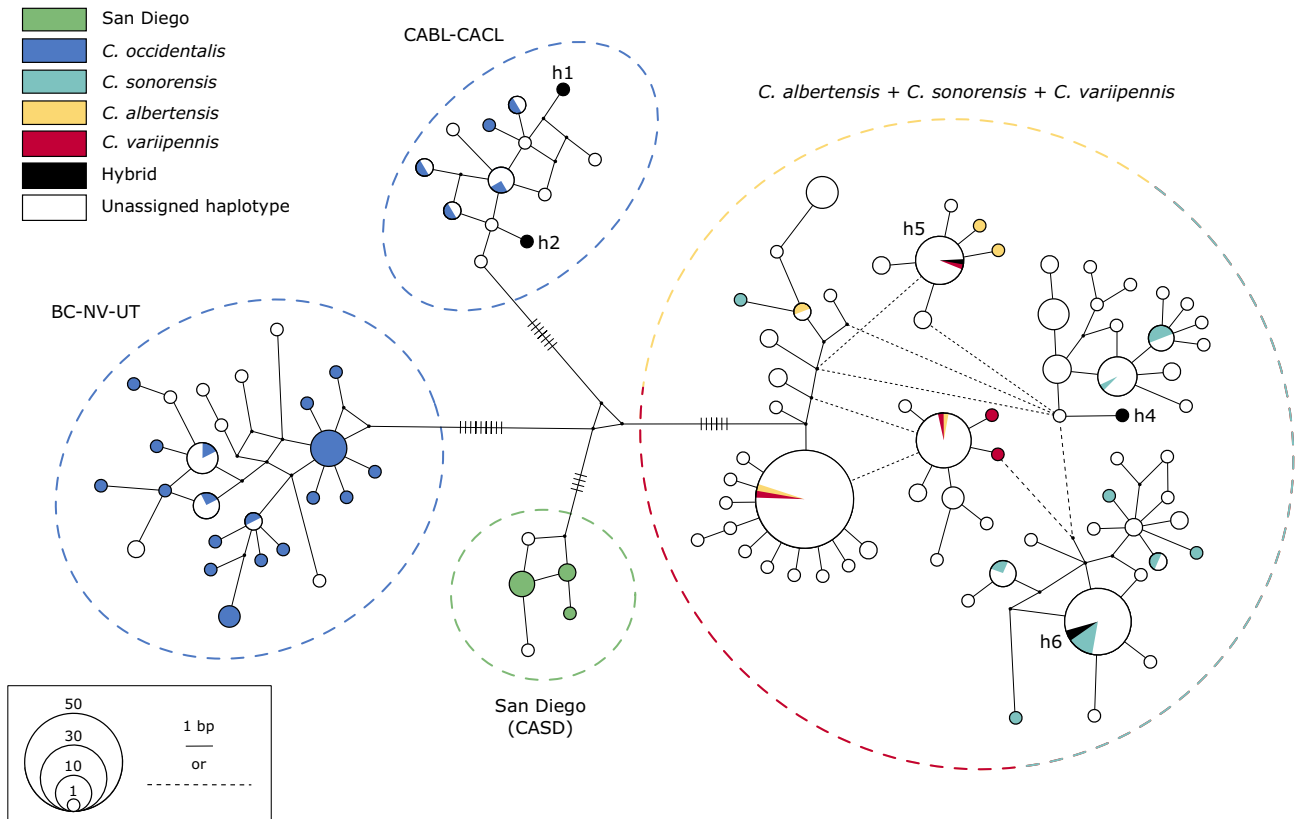 San Diego
C. occidentalis
C. sonorensis
C. albertensis
C. variipennis
Hybrid
Unassigned haplotype
CABL-CACL
h1
h2
C. albertensis + C. sonorensis + C. variipennis
h5
h4
h6
BC-NV-UT
San Diego
(CASD)
50
30
10
1
1 bp
or